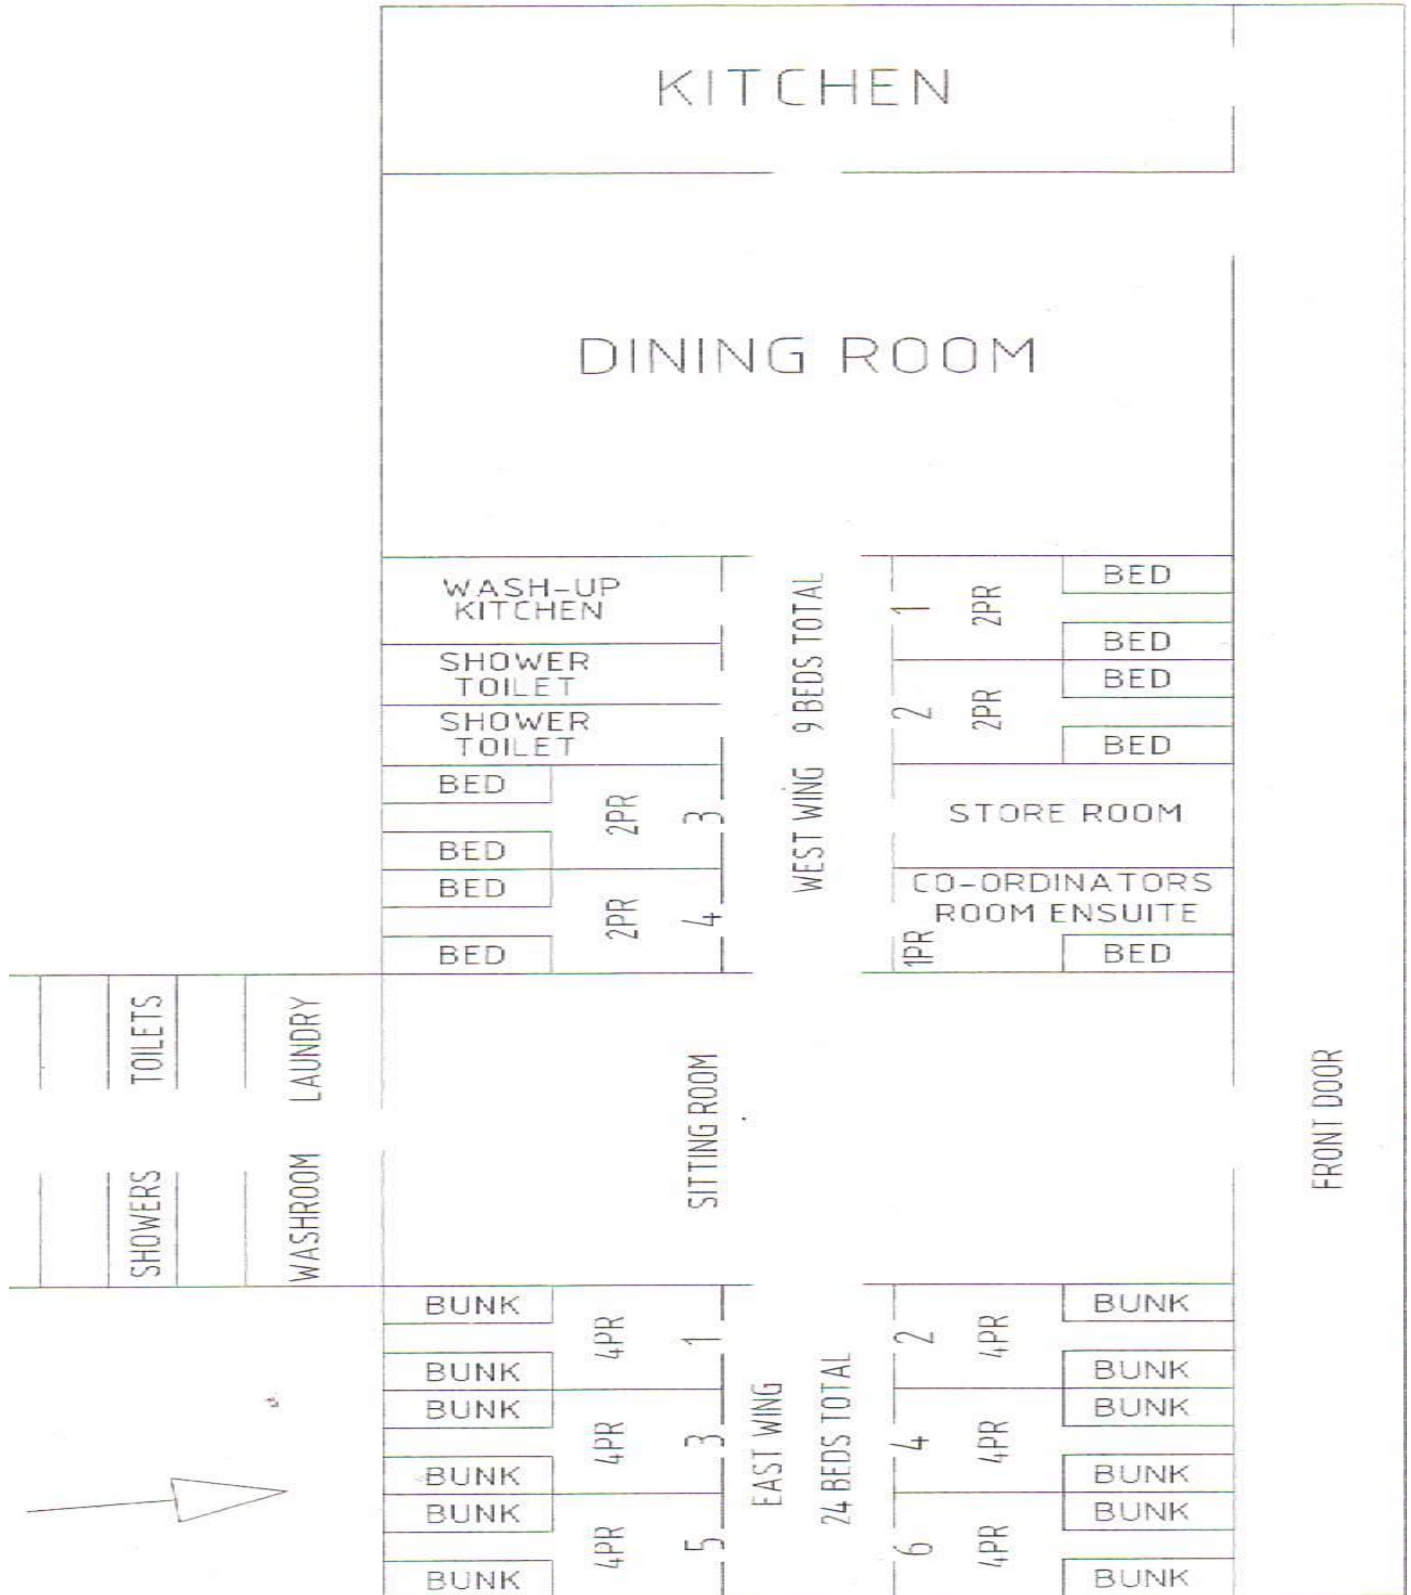 KITCHEN
DINING ROOM
WASH-UP
KITCHEN
SHOWER
TOILET
SHOWER
TOILET
BED
BED
2PR
3
BED
BED
2PR
4
WEST WING 9 BEDS TOTAL
1
2PR
BED
BED
2
2PR
BED
BED
STORE ROOM
CO-ORDINATORS
ROOM ENSUITE
1PR
BED
TOILETS
LAUNDRY
SHOWERS
WASHROOM
SITTING ROOM
FRONT DOOR
BUNK
BUNK
4PR
1
BUNK
BUNK
4PR
3
BUNK
BUNK
4PR
5
EAST WING
24 BEDS TOTAL
2
4PR
BUNK
BUNK
4
4PR
BUNK
BUNK
6
4PR
BUNK
BUNK